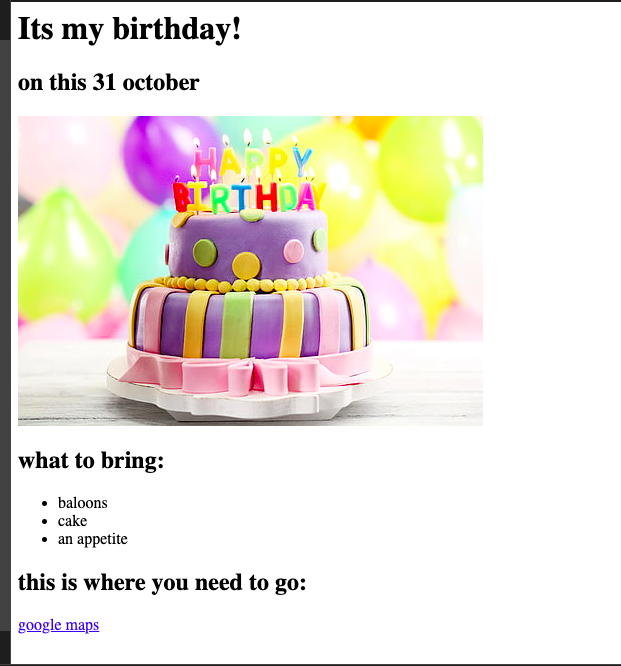 Its my birthday!
on this 31 october
HAPPY
BIRTHDAY
what to bring:
baloons
cake
an appetite
this is where you need to go:
google maps